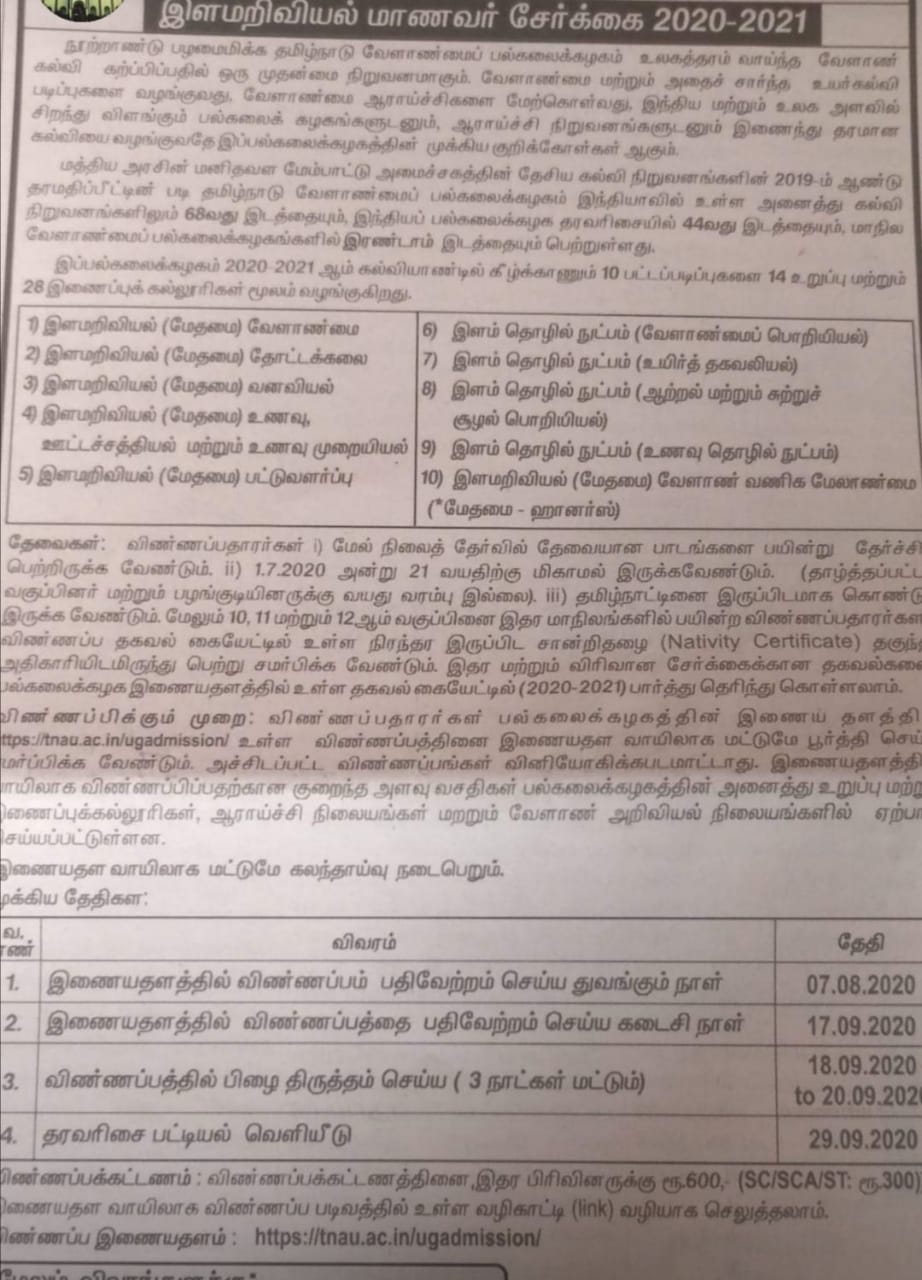 இளமறிவியல் மாணவர் சேர்க்கை 2020-2021
நூற்றாண்டு பழமைமிக்க தமிழ்நாடு வேளாண்மைப் பல்கலைக்கழகம் உலகத்தரம் வாய்ந்த வேளாண்
கல்வி கற்பிப்பதில் ஒரு முதன்மை நிறுவனமாகும். வேளாண்மை மற்றும் அதைச் சார்ந்த உயர்கல்வி
படிப்புகளை வழங்குவது, வேளாண்மை ஆராய்ச்சிகளை மேற்கொள்வது, இந்திய மற்றும் உலக அளவில்
சிறந்து விளங்கும் பல்கலைக் கழகங்களுடனும், ஆராய்ச்சி நிறுவனங்களுடனும் இணைந்து தரமான
கல்வியை வழங்குவதே இப்பல்கலைக்கழகத்தின் முக்கிய குறிக்கோள்கள் ஆகும்.
மத்திய அரசின் மனிதவள மேம்பாட்டு அமைச்சகத்தின் தேசிய கல்வி நிறுவனங்களின் 2019-ம் ஆண்டு
தரமதிப்பீட்டின் படி தமிழ்நாடு வேளாண்மைப் பல்கலைக்கழகம் இந்தியாவில் உள்ள அனைத்து கல்வி
நிறுவனங்களிலும் 68வது இடத்தையும், இந்தியப் பல்கலைக்கழக தரவரிசையில் 44வது இடத்தையும், மாநில
வேளாண்மைப் பல்கலைக்கழகங்களில் இரண்டாம் இடத்தையும் பெற்றுள்ளது.
இப்பல்கலைக்கழகம் 2020-2021 ஆம் கல்வியாண்டில் கீழ்க்காணும் 10 பட்டப்படிப்புகளை 14 உறுப்பு மற்றும்
28 இணைப்புக் கல்லூரிகள் மூலம் வழங்குகிறது.
1) இளமறிவியல் (மேதமை) வேளாண்மை
2) இளமறிவியல் (மேதமை) தோட்டக்கலை
3) இளமறிவியல் (மேதமை) வனவியல்
4) இளமறிவியல் (மேதமை) உணவு,
ஊட்டச்சத்தியல் மற்றும் உணவு முறையியல்
5) இளமறிவியல் (மேதமை) பட்டுவளர்ப்பு
6) இளம் தொழில் நுட்பம் (வேளாண்மைப் பொறியியல்)
7) இளம் தொழில் நுட்பம் (உயிர்த் தகவலியல்)
8) இளம் தொழில் நுட்பம் (ஆற்றல் மற்றும் சுற்றுச்
சூழல் பொறியியல்)
9) இளம் தொழில் நுட்பம் (உணவு தொழில் நுட்பம்)
10) இளமறிவியல் (மேதமை) வேளாண் வணிக மேலாண்மை
(*மேதமை - ஹானர்ஸ்)
தேவைகள்: விண்ணப்பதாரர்கள் i) மேல் நிலைத் தேர்வில் தேவையான பாடங்களை பயின்று தேர்ச்சி
பெற்றிருக்க வேண்டும். ii) 1.7.2020 அன்று 21 வயதிற்கு மிகாமல் இருக்கவேண்டும். (தாழ்த்தப்பட்ட
வகுப்பினர் மற்றும் பழங்குடியினருக்கு வயது வரம்பு இல்லை). iii) தமிழ்நாட்டினை இருப்பிடமாக கொண்டு
இருக்க வேண்டும். மேலும் 10, 11 மற்றும் 12ஆம் வகுப்பினை இதர மாநிலங்களில் பயின்ற விண்ணப்பதாரர்கள்
விண்ணப்ப தகவல் கையேட்டில் உள்ள நிரந்தர இருப்பிட சான்றிதழை (Nativity Certificate) தகுந்த
அதிகாரியிடமிருந்து பெற்று சமர்பிக்க வேண்டும். இதர மற்றும் விரிவான சேர்க்கைக்கான தகவல்களை
பல்கலைக்கழக இணையதளத்தில் உள்ள தகவல் கையேட்டில் (2020-2021) பார்த்து தெரிந்து கொள்ளலாம்.
விண்ணப்பிக்கும் முறை: விண்ணப்பதாரர்கள் பல்கலைக்கழகத்தின் இணைய தளத்தி
ttps://tnau.ac.in/ugadmission/ உள்ள விண்ணப்பத்தினை இணையதள வாயிலாக மட்டுமே பூர்த்தி செய்
மர்ப்பிக்க வேண்டும். அச்சிடப்பட்ட விண்ணப்பங்கள் வினியோகிக்கபடமாட்டாது. இணையதளத்தி
ாயிலாக விண்ணப்பிப்பதற்கான குறைந்த அளவு வசதிகள் பல்கலைக்கழகத்தின் அனைத்து உறுப்பு மற்று
இணைப்புக்கல்லூரிகள், ஆராய்ச்சி நிலையங்கள் மறறும் வேளாண் அறிவியல் நிலையங்களில் ஏற்பா
செய்யப்பட்டுள்ளன.
இணையதள வாயிலாக மட்டுமே கலந்தாய்வு நடைபெறும்.
முக்கிய தேதிகள:
வ. எண் விவரம் தேதி
1. இணையதளத்தில் விண்ணப்பம் பதிவேற்றம் செய்ய துவங்கும் நாள் 07.08.2020
2. இணையதளத்தில் விண்ணப்பத்தை பதிவேற்றம் செய்ய கடைசி நாள் 17.09.2020
3. விண்ணப்பத்தில் பிழை திருத்தம் செய்ய ( 3 நாட்கள் மட்டும்) 18.09.2020
to 20.09.2020
4. தரவரிசை பட்டியல் வெளியீடு 29.09.2020
விண்ணப்பக்கட்டணம் : விண்ணப்பக்கட்டணத்தினை,இதர பிரிவினருக்கு ரூ.600,- (SC/SCA/ST: ரூ.300)
இணையதள வாயிலாக விண்ணப்ப படிவத்தில் உள்ள வழிகாட்டி (link) வழியாக செலுத்தலாம்.
விண்ணப்ப இணையதளம் : https://tnau.ac.in/ugadmission/
மேலும் விவரங்களுக்கு: